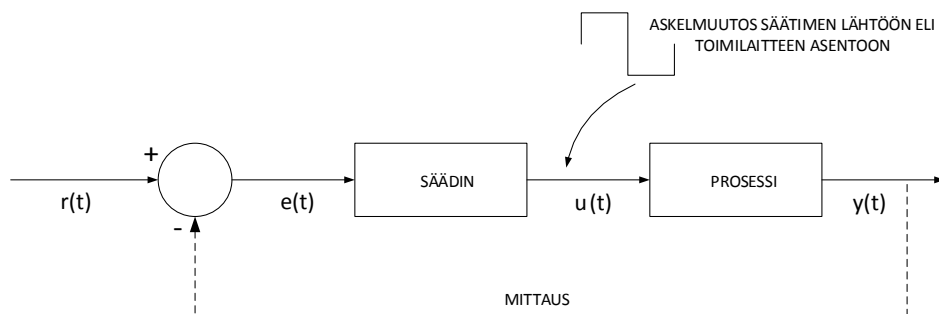 ASKELMUUTOS SÄÄTIMEN LÄHTÖÖN ELI
TOIMILAITTEEN ASENTOON
+
-
r(t)
e(t)
SÄÄDIN
u(t)
PROSESSI
y(t)
MITTAUS